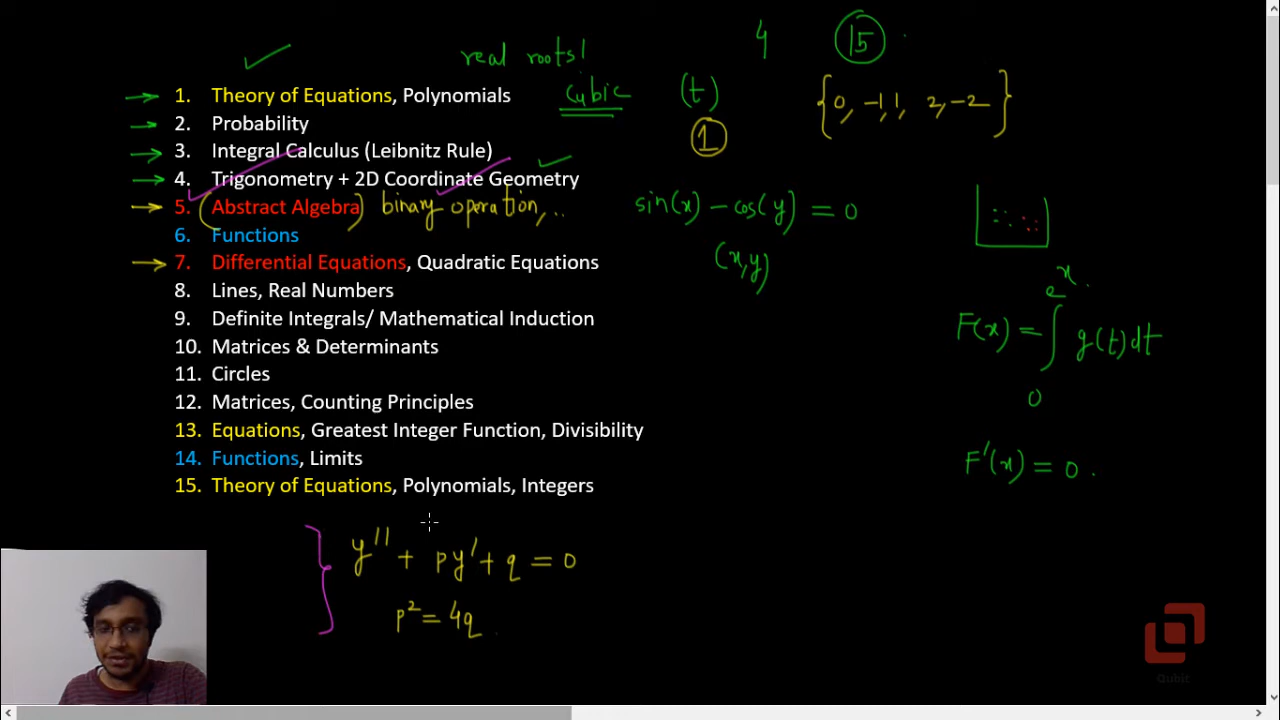 4 15
real roots!
1. Theory of Equations, Polynomials cubic (t) {0, -1, 1, 2, -2}
2. Probability 1
3. Integral Calculus (Leibnitz Rule)
4. Trigonometry + 2D Coordinate Geometry
5. (Abstract Algebra) binary operation, .. sin(x) - cos(y) = 0
6. Functions
7. Differential Equations, Quadratic Equations (x,y)
8. Lines, Real Numbers
9. Definite Integrals/ Mathematical Induction
F(x) = ∫₀^(e^x) g(t)dt
10. Matrices & Determinants
11. Circles
12. Matrices, Counting Principles
13. Equations, Greatest Integer Function, Divisibility
14. Functions, Limits F'(x) = 0 .
15. Theory of Equations, Polynomials, Integers
y'' + py' + q = 0
p² = 4q
Qubic